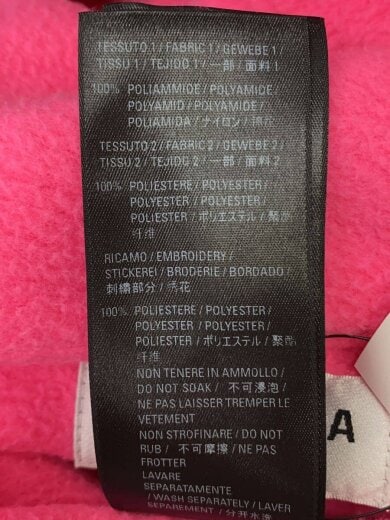 TESSUTO 1 / FABRIC 1 / GEWEBE 1 /
TISSU 1 / TEJIDO 1 / 一部 / 面料 1
100% POLIAMMIDE / POLYAMIDE /
POLYAMID / POLYAMIDE /
POLIAMIDA / ナイロン /
TESSUTO 2 / FABRIC 2 / GEWEBE 2 /
TISSU 2 / TEJIDO 2 / 一部 / 面料 2
100% POLIESTERE / POLYESTER /
POLYESTER / POLYESTER /
POLIESTER / ポリエステル / 聚酯
纤维
RICAMO / EMBROIDERY /
STICKEREI / BRODERIE / BORDADO /
刺繍部分 / 绣花
100% POLIESTERE / POLYESTER /
POLYESTER / POLYESTER /
POLIESTER / ポリエステル / 聚酯
纤维
NON TENERE IN AMMOLLO /
DO NOT SOAK / 不可浸泡 /
NE PAS LAISSER TREMPER LE
VETEMENT
NON STROFINARE / DO NOT
RUB / 不可摩擦 / NE PAS
FROTTER
LAVARE
SEPARATAMENTE
/ WASH SEPARATELY / LAVER
SEPAREMENT / 分开水洗
A